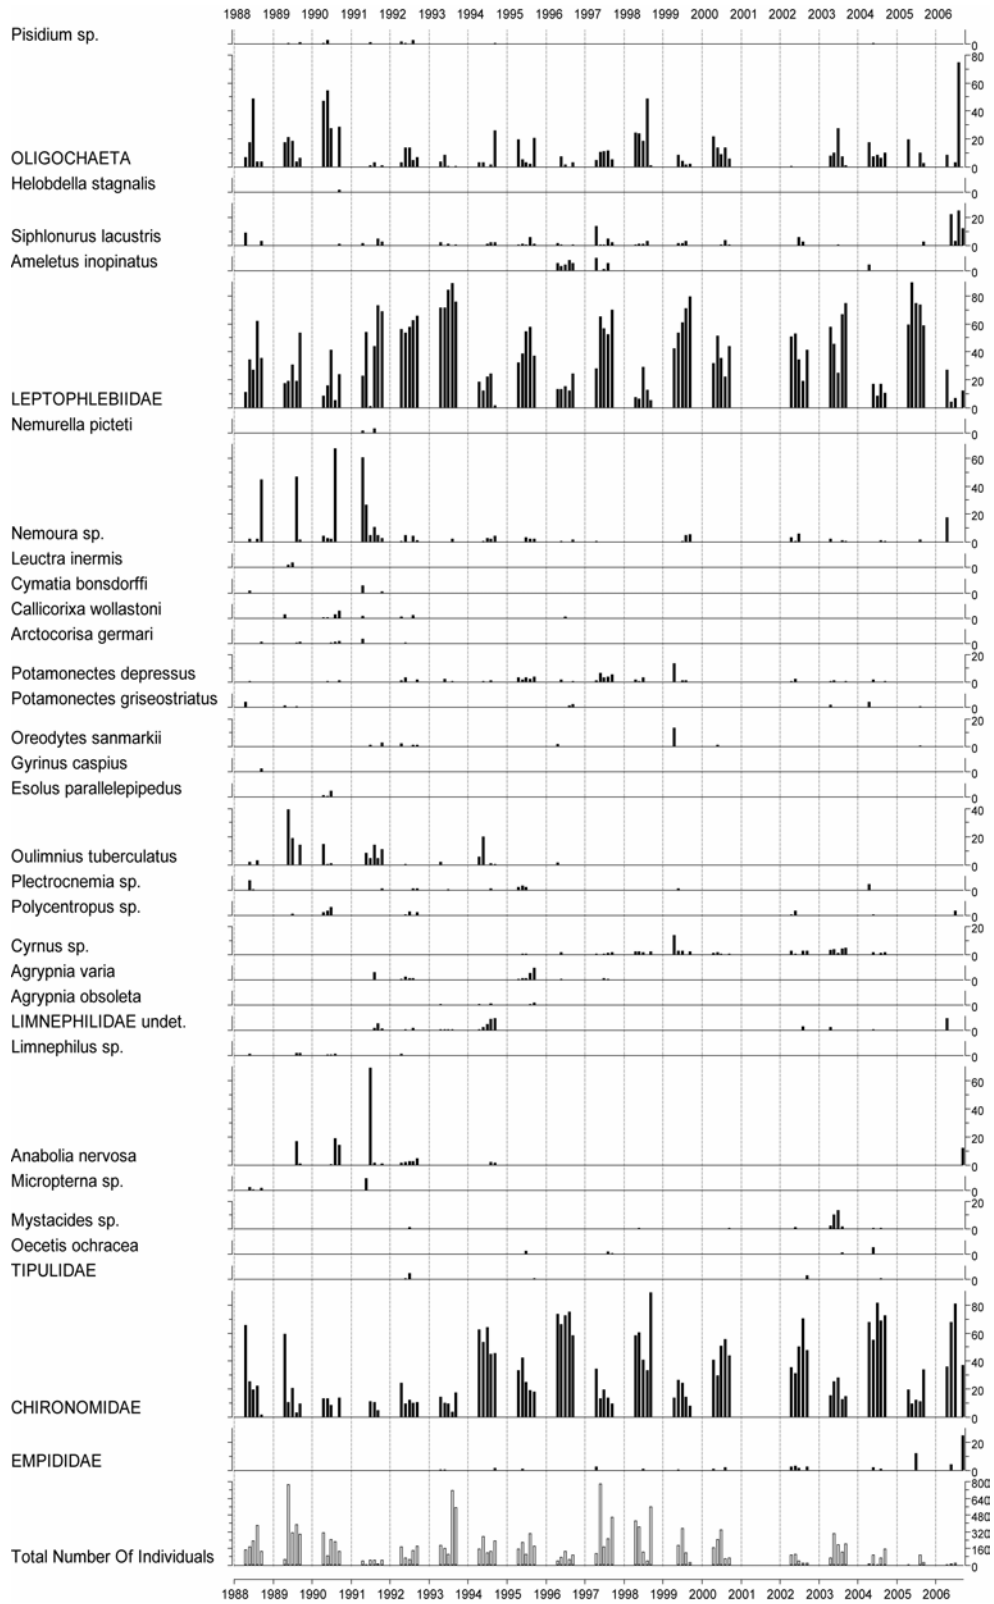 1988 1989 1990 1991 1992 1993 1994 1995 1996 1997 1998 1999 2000 2001 2002 2003 2004 2005 2006
Pisidium sp.
0
80
60
40
20
OLIGOCHAETA
0
Helobdella stagnalis
0
20
Siphlonurus lacustris
0
Ameletus inopinatus
0
80
60
40
20
LEPTOPHLEBIIDAE
0
Nemurella picteti
0
60
40
20
Nemoura sp.
0
Leuctra inermis
0
Cymatia bonsdorffi
0
Callicorixa wollastoni
0
Arctocorisa germari
0
20
Potamonectes depressus
0
Potamonectes griseostriatus
0
20
Oreodytes sanmarkii
0
Gyrinus caspius
0
Esolus parallelepipedus
0
40
20
Oulimnius tuberculatus
0
Plectrocnemia sp.
0
Polycentropus sp.
0
20
Cyrnus sp.
0
Agrypnia varia
0
Agrypnia obsoleta
0
LIMNEPHILIDAE undet.
0
Limnephilus sp.
0
60
40
20
Anabolia nervosa
0
Micropterna sp.
0
20
Mystacides sp.
0
Oecetis ochracea
0
TIPULIDAE
0
80
60
40
20
CHIRONOMIDAE
0
20
EMPIDIDAE
0
800
640
480
320
Total Number Of Individuals 160
0
1988 1989 1990 1991 1992 1993 1994 1995 1996 1997 1998 1999 2000 2001 2002 2003 2004 2005 2006